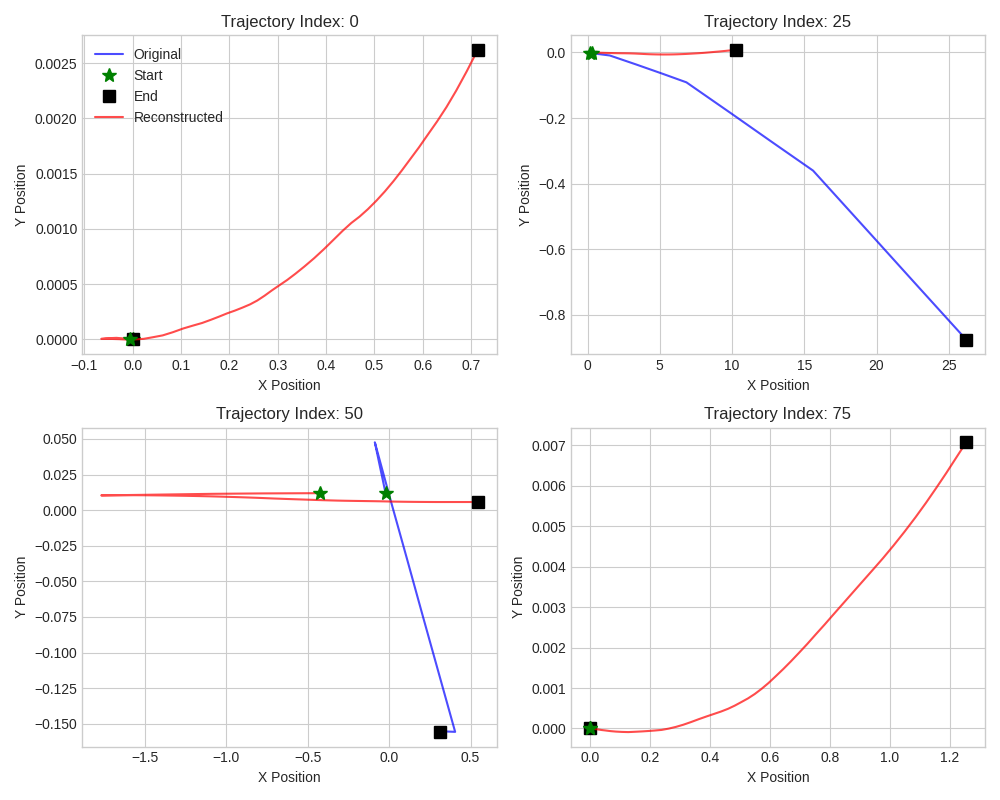 Trajectory Index: 0
Original
Start
End
Reconstructed
0.0025
0.0020
0.0015
0.0010
0.0005
0.0000
Y Position
−0.1 0.0 0.1 0.2 0.3 0.4 0.5 0.6 0.7
X Position
Trajectory Index: 25
0.0
−0.2
−0.4
−0.6
−0.8
Y Position
0 5 10 15 20 25
X Position
Trajectory Index: 50
0.050
0.025
0.000
−0.025
−0.050
−0.075
−0.100
−0.125
−0.150
Y Position
−1.5 −1.0 −0.5 0.0 0.5
X Position
Trajectory Index: 75
0.007
0.006
0.005
0.004
0.003
0.002
0.001
0.000
Y Position
0.0 0.2 0.4 0.6 0.8 1.0 1.2
X Position